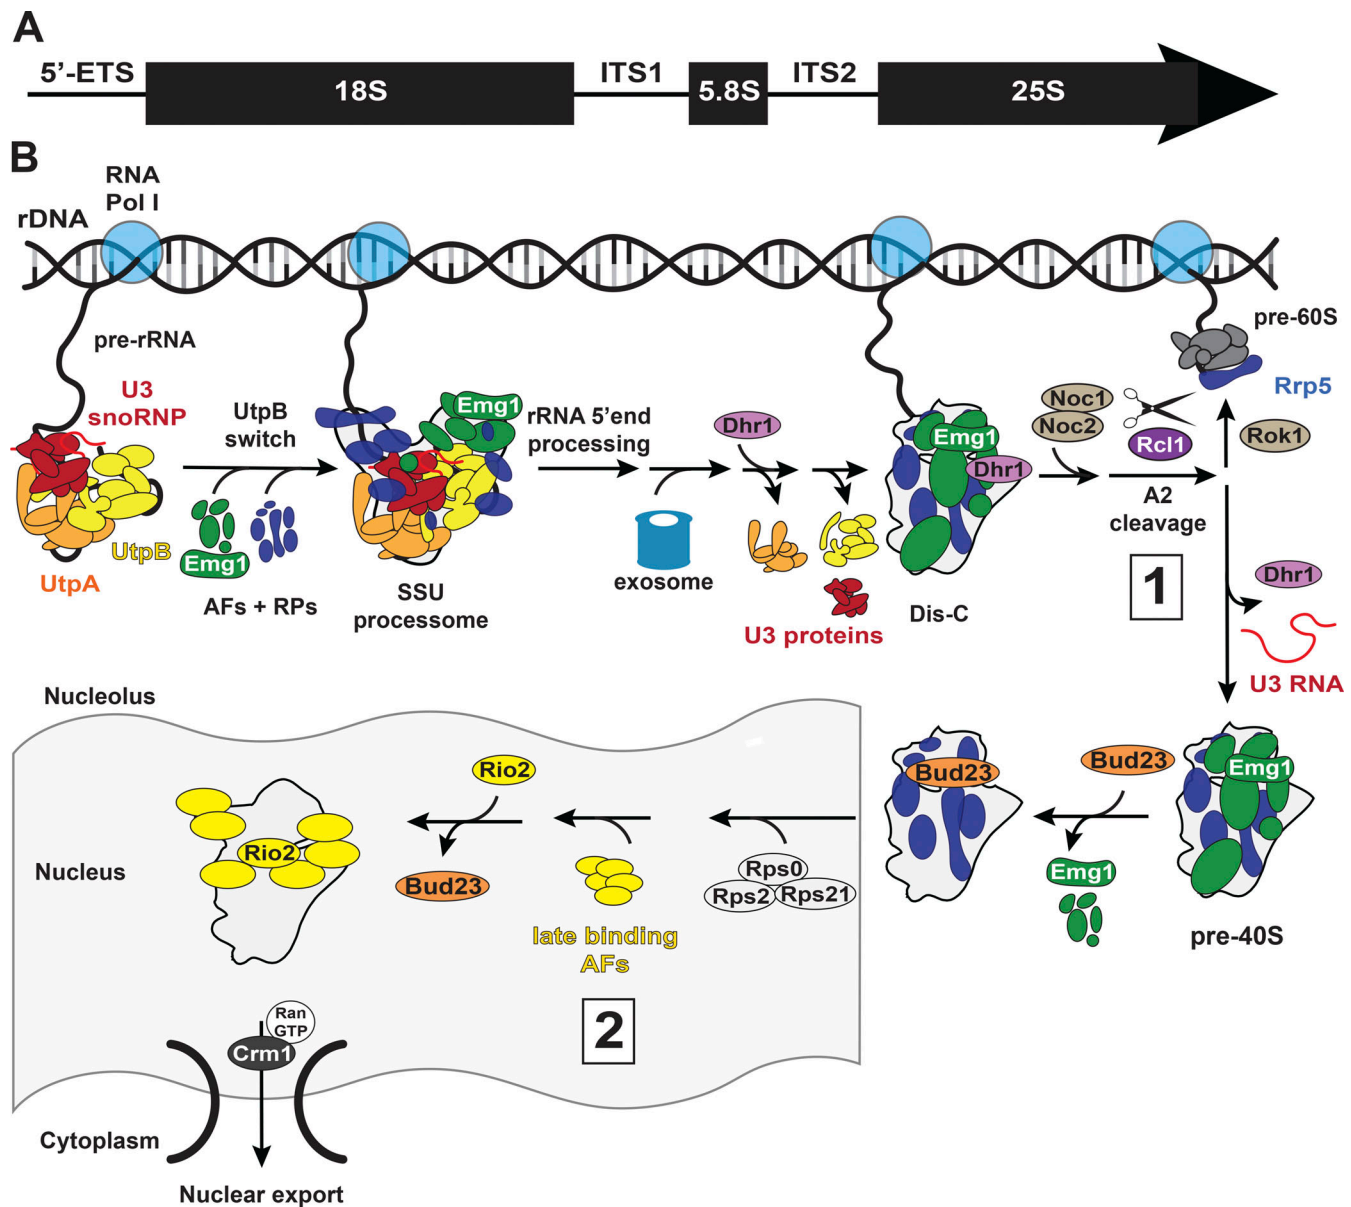 A
5'-ETS
18S
ITS1
5.8S
ITS2
25S
B
RNA
Pol I
rDNA
pre-rRNA
U3
snoRNP
UtpB
UtpA
UtpB
switch
Emg1
AFs + RPs
Emg1
SSU
processome
rRNA 5'end
processing
exosome
Dhr1
U3 proteins
Emg1
Dhr1
Dis-C
Noc1
Noc2
Rcl1
A2
cleavage
1
pre-60S
Rrp5
Rok1
Dhr1
U3 RNA
Emg1
pre-40S
Bud23
Emg1
Bud23
Nucleolus
Nucleus
Rps0
Rps2
Rps21
late binding
AFs
2
Rio2
Bud23
Rio2
Ran
GTP
Crm1
Cytoplasm
Nuclear export